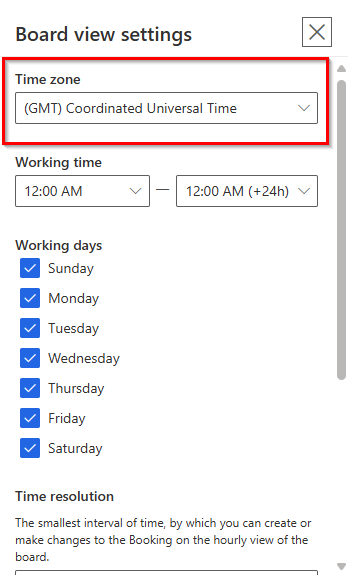 Board view settings
Time zone
(GMT) Coordinated Universal Time
Working time
12:00 AM — 12:00 AM (+24h)
Working days
Sunday
Monday
Tuesday
Wednesday
Thursday
Friday
Saturday
Time resolution
The smallest interval of time, by which you can create or
make changes to the Booking on the hourly view of the
board.